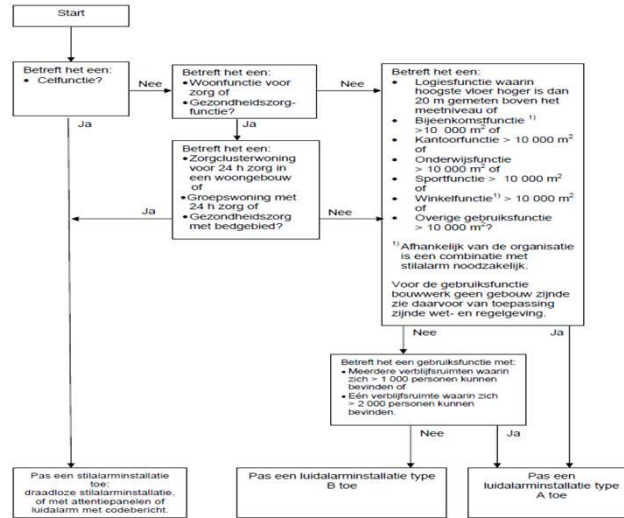 Start
Betreft het een:
• Celfunctie?
Nee
Betreft het een:
• Woonfunctie voor
zorg of
• Gezondheidszorg-
functie?
Nee
Betreft het een:
• Logiesfunctie waarin
hoogste vloer hoger is dan
20 m gemeten boven het
meetniveau of
• Bijeenkomstfunctie ¹⁾
>10 000 m² of
• Kantoorfunctie > 10 000 m²
of
• Onderwijsfunctie
> 10 000 m² of
• Sportfunctie > 10 000 m²
of
• Winkelfunctie¹⁾ > 10 000 m²
of
• Overige gebruiksfunctie
> 10 000 m²?
¹⁾ Afhankelijk van de organisatie
is een combinatie met
stilalarm noodzakelijk.
Voor de gebruiksfunctie
bouwwerk geen gebouw zijnde
zie daarvoor van toepassing
zijnde wet- en regelgeving.
Ja
Ja
Betreft het een:
• Zorgclusterwoning
voor 24 h zorg in
een woongebouw
of
• Groepswoning met
24 h zorg of
• Gezondheidszorg
met bedgebied?
Ja
Nee
Nee
Ja
Betreft het een gebruiksfunctie met:
• Meerdere verblijfsruimten waarin
zich > 1 000 personen kunnen
bevinden of
• Eén verblijfsruimte waarin zich
> 2 000 personen kunnen
bevinden.
Nee
Ja
Pas een stilalarminstallatie
toe:
draadloze stilalarminstallatie,
of met attentiepanelen of
luidalarm met codebericht.
Pas een luidalarminstallatie type
B toe
Pas een
luidalarminstallatie type
A toe